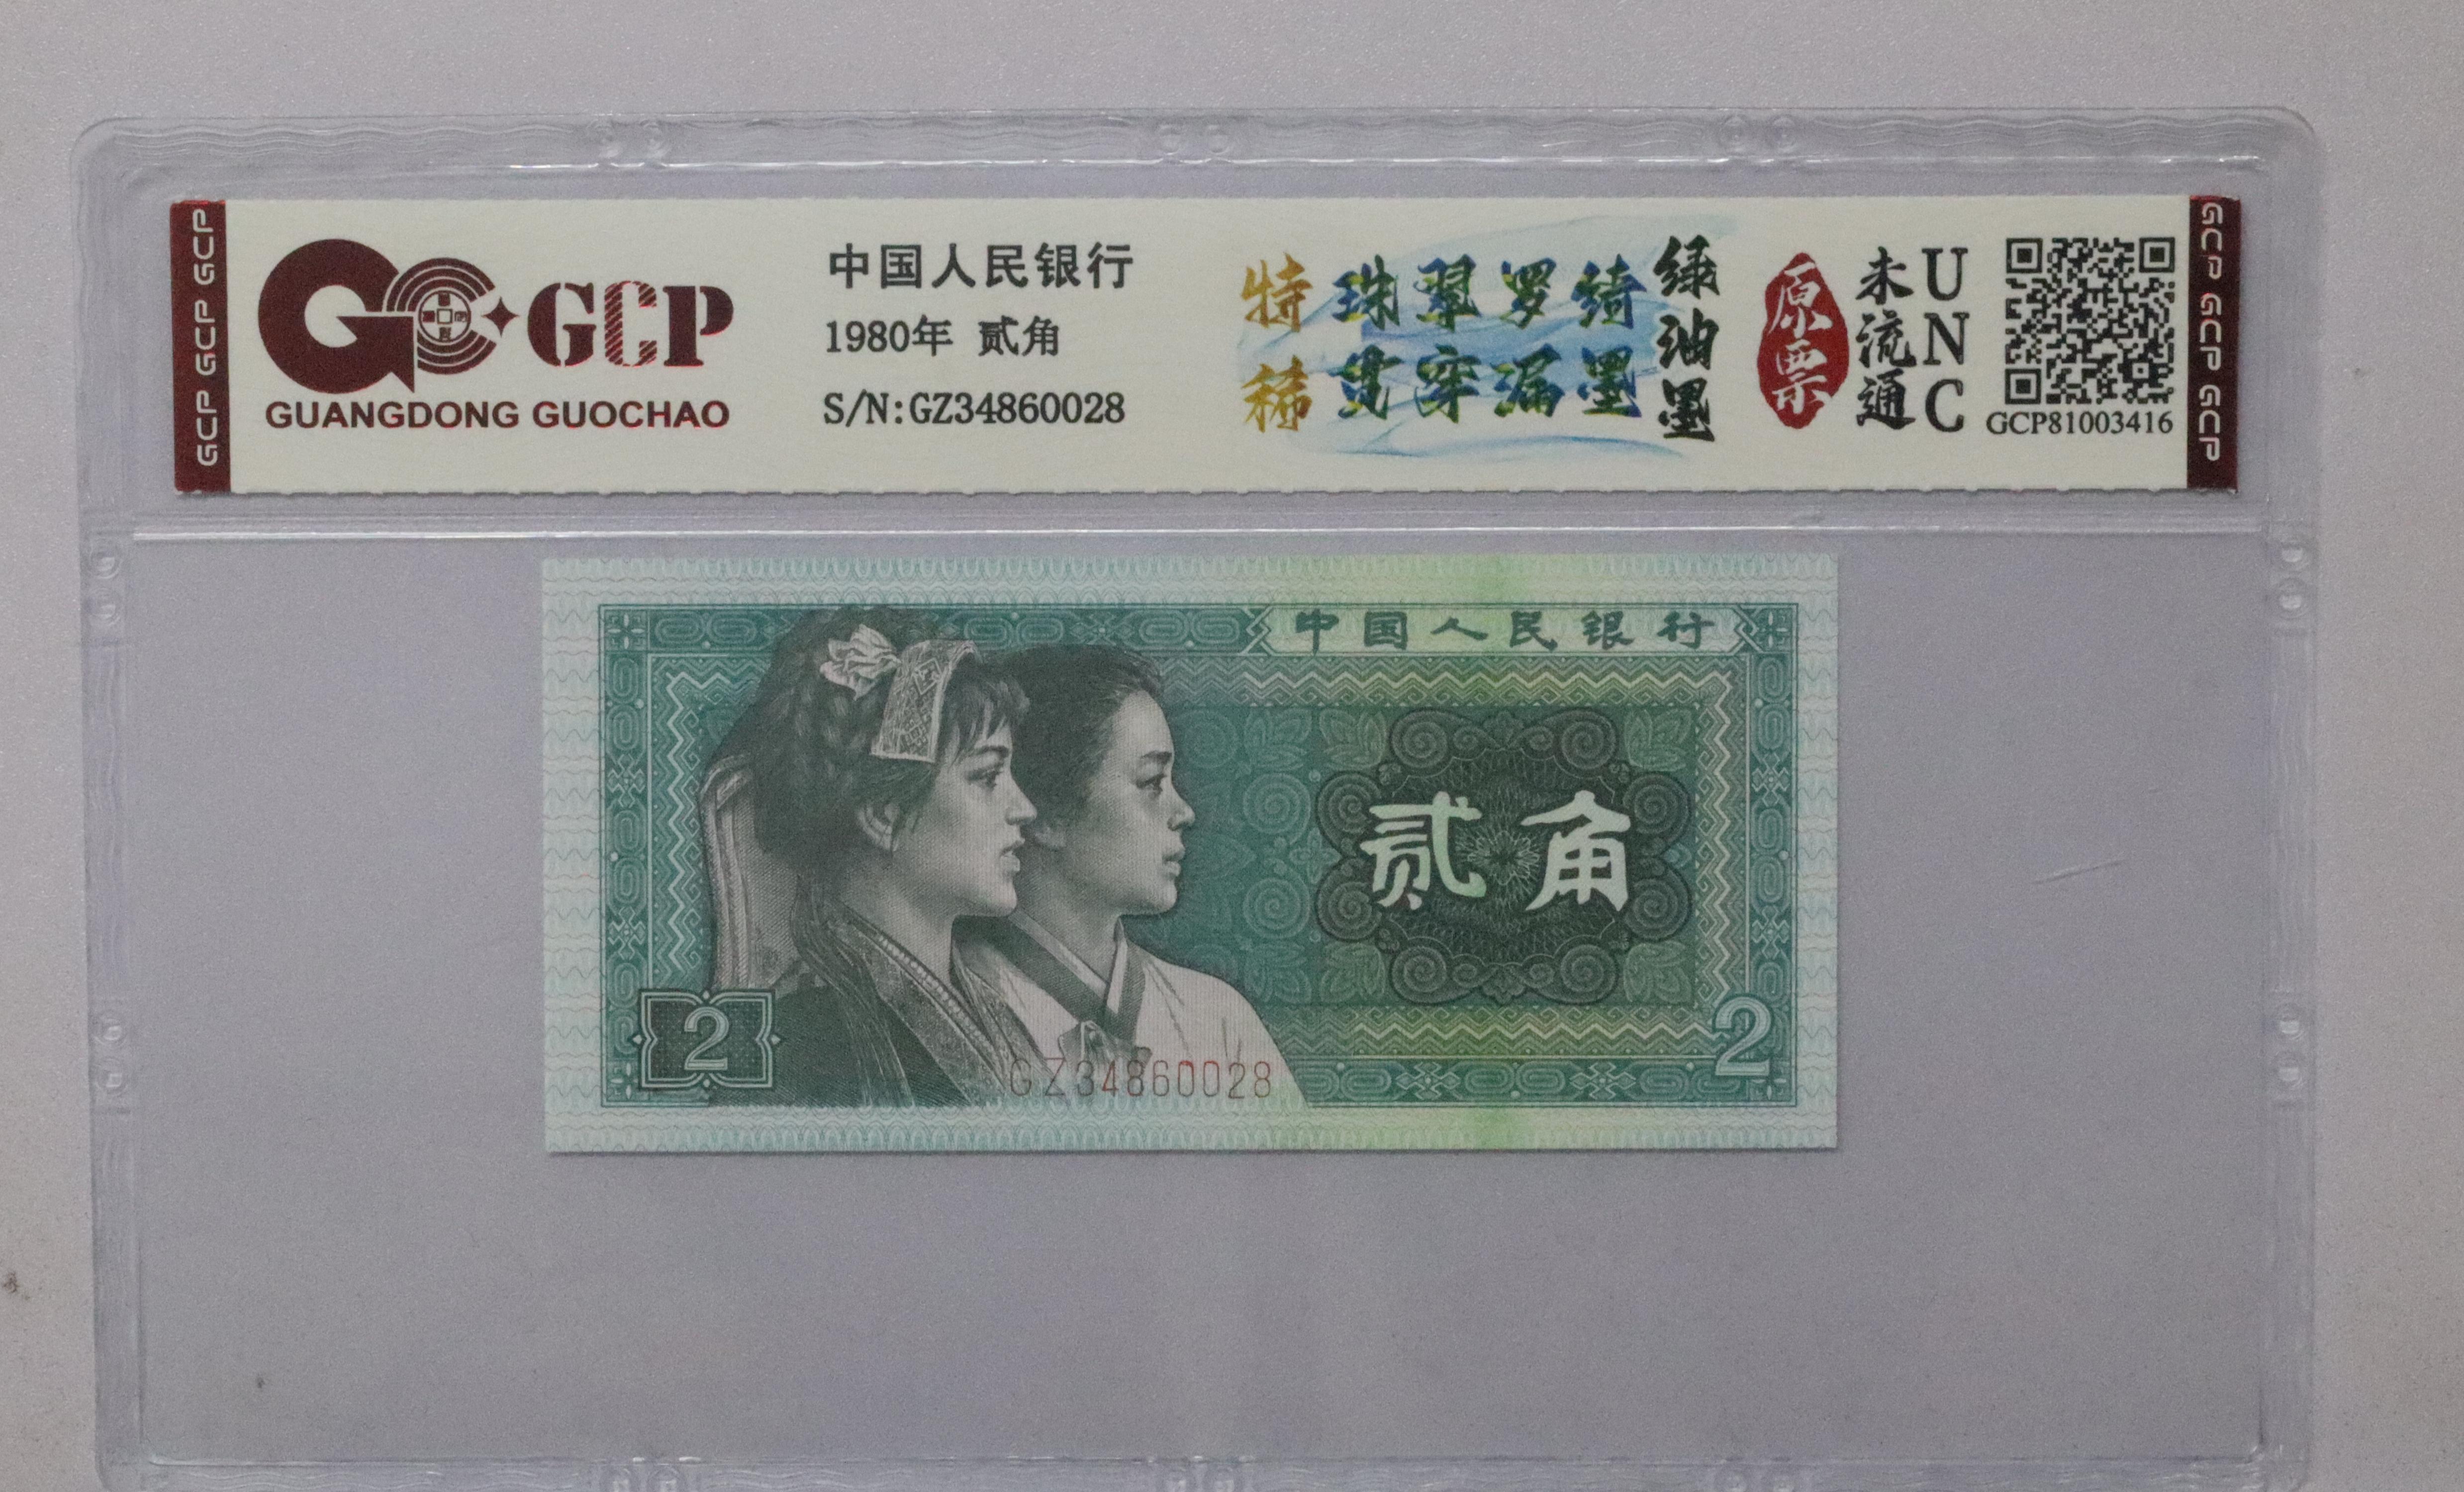 GCP GCP GCP
GCP
GUANGDONG GUOCHAO
中国人民银行
1980年 贰角
S/N:GZ34860028
特稀
珠翠罗绮
贯穿漏墨
绿油墨
原票
未流通
UNC
GCP81003416
GCP GCP GCP
中国人民银行
贰角
2
GZ34860028
2